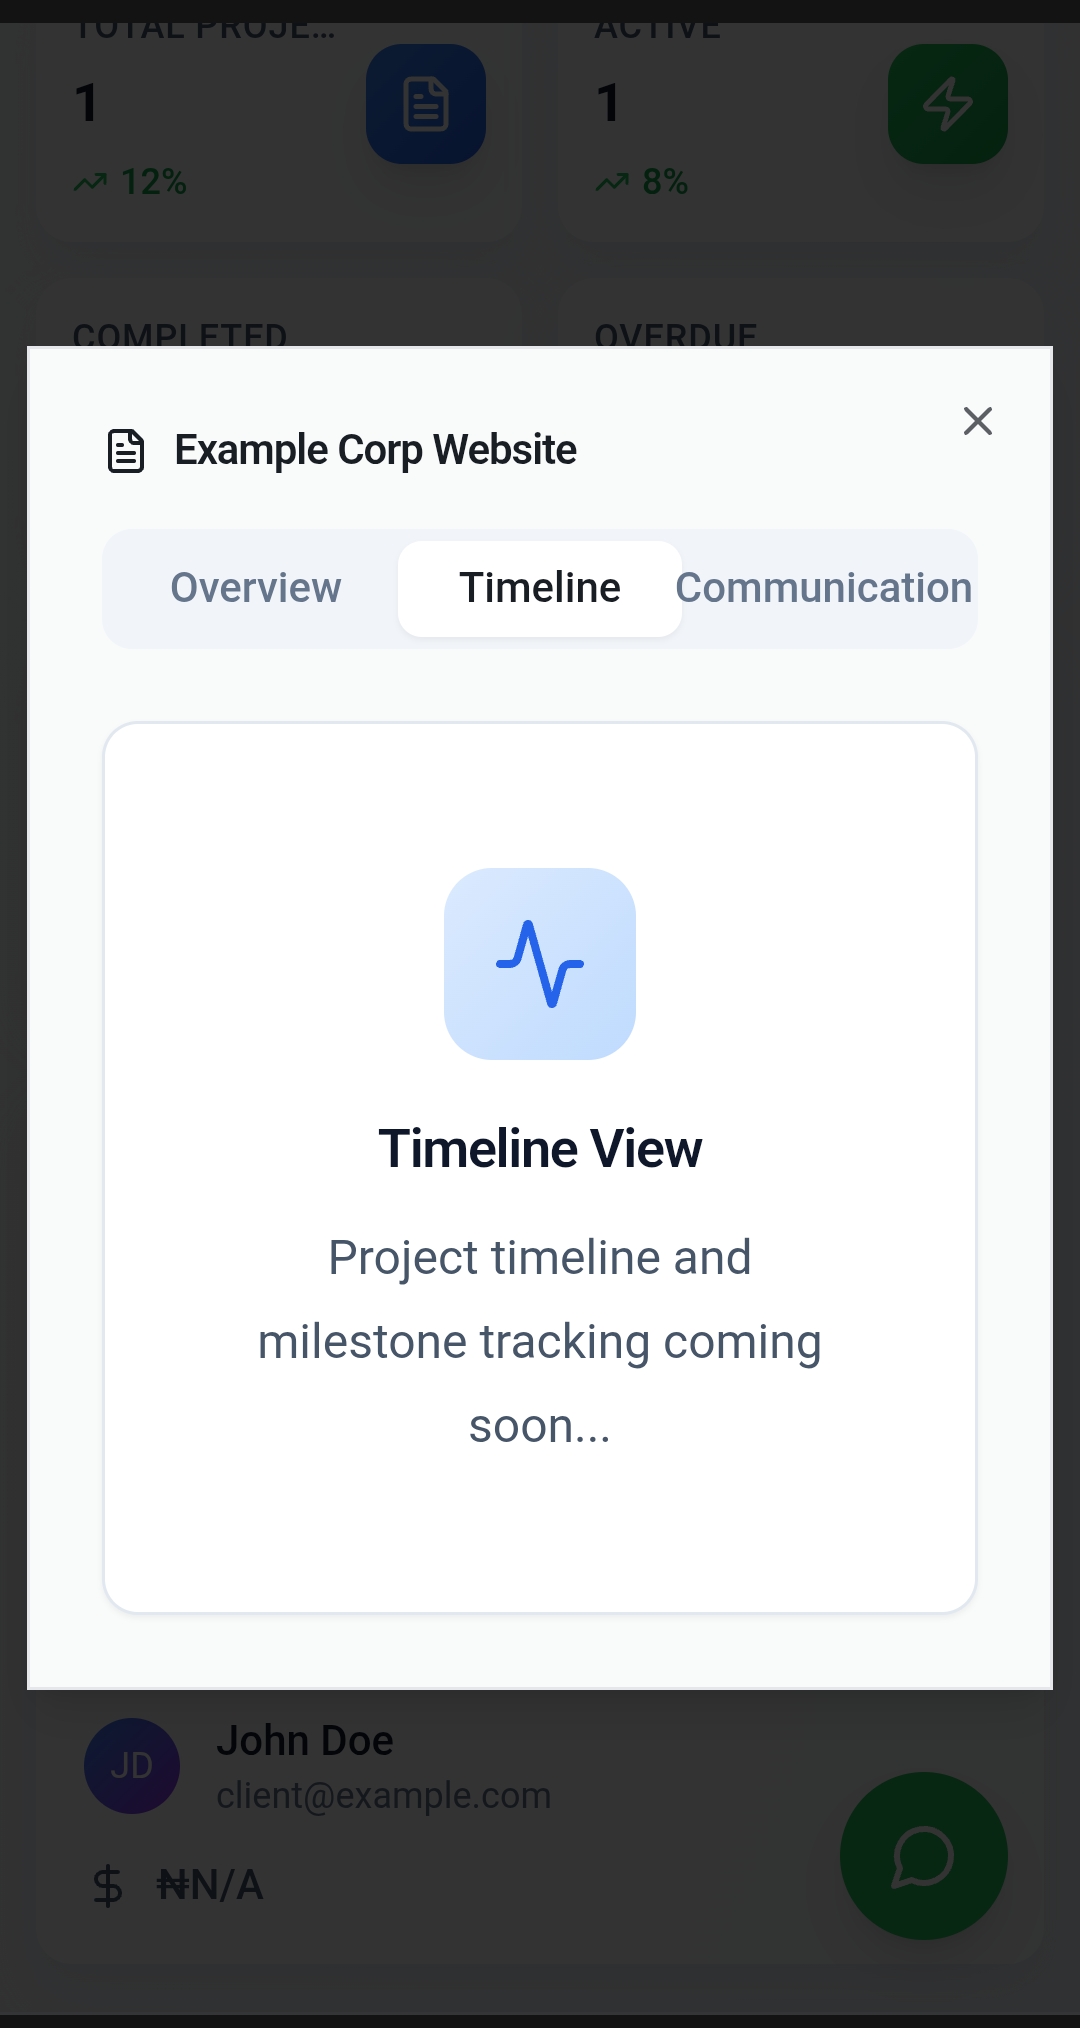 TOTAL PROJE...
1
12%
ACTIVE
1
8%
COMPLETED
OVERDUE
Example Corp Website
Overview
Timeline
Communication
Timeline View
Project timeline and
milestone tracking coming
soon...
JD
John Doe
client@example.com
₦N/A